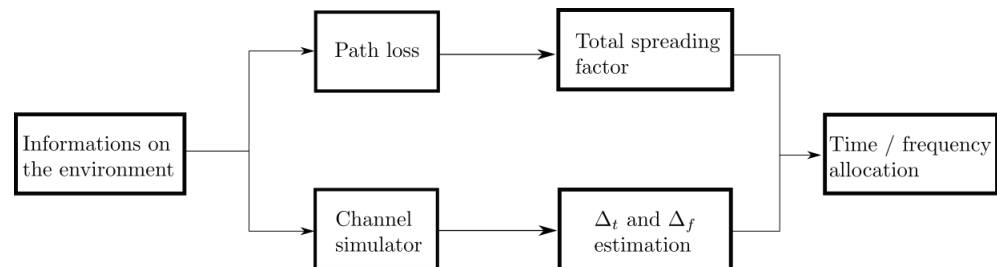 Path loss
Total spreading
factor
Informations on
the environment
Time / frequency
allocation
Channel
simulator
Δt and Δf
estimation